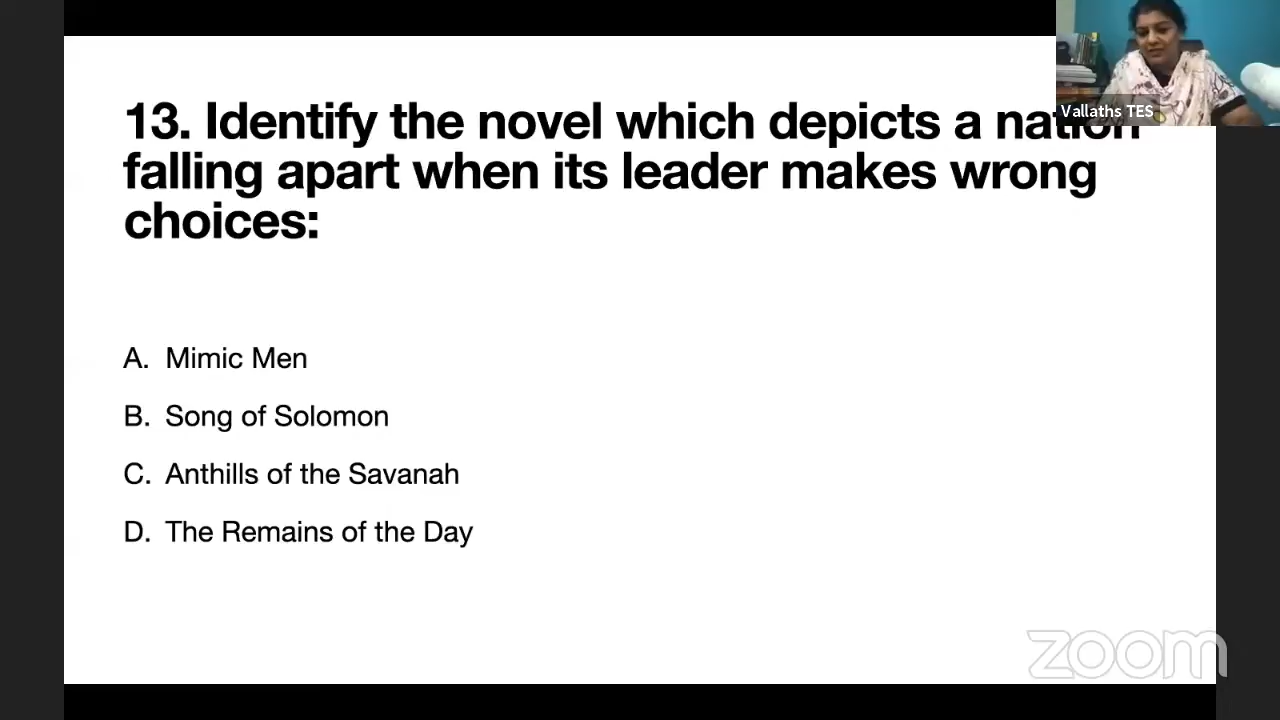 13. Identify the novel which depicts a nation
falling apart when its leader makes wrong
choices:
A. Mimic Men
B. Song of Solomon
C. Anthills of the Savanah
D. The Remains of the Day
Vallaths TES
zoom